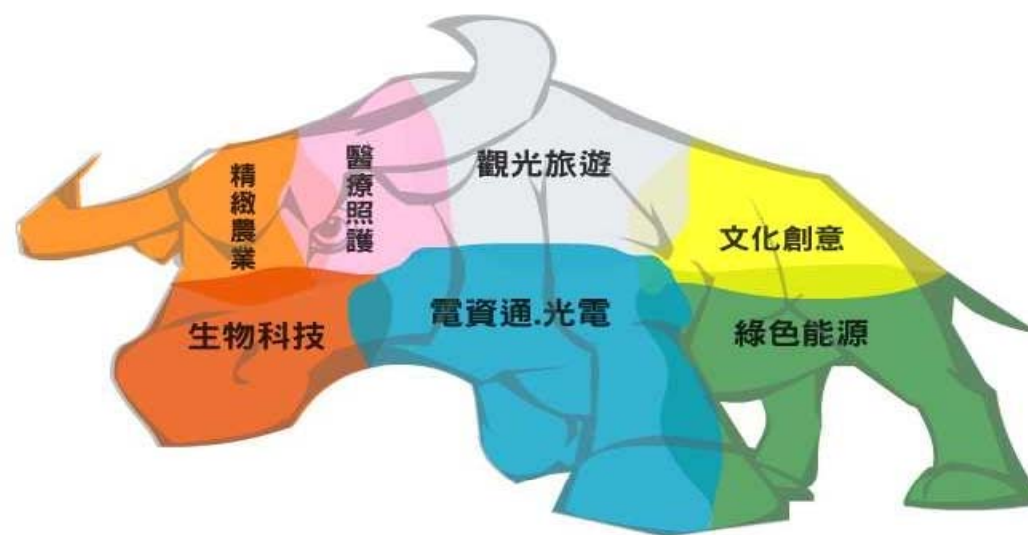 精緻農業
醫療照護
觀光旅遊
文化創意
生物科技
電資通.光電
綠色能源